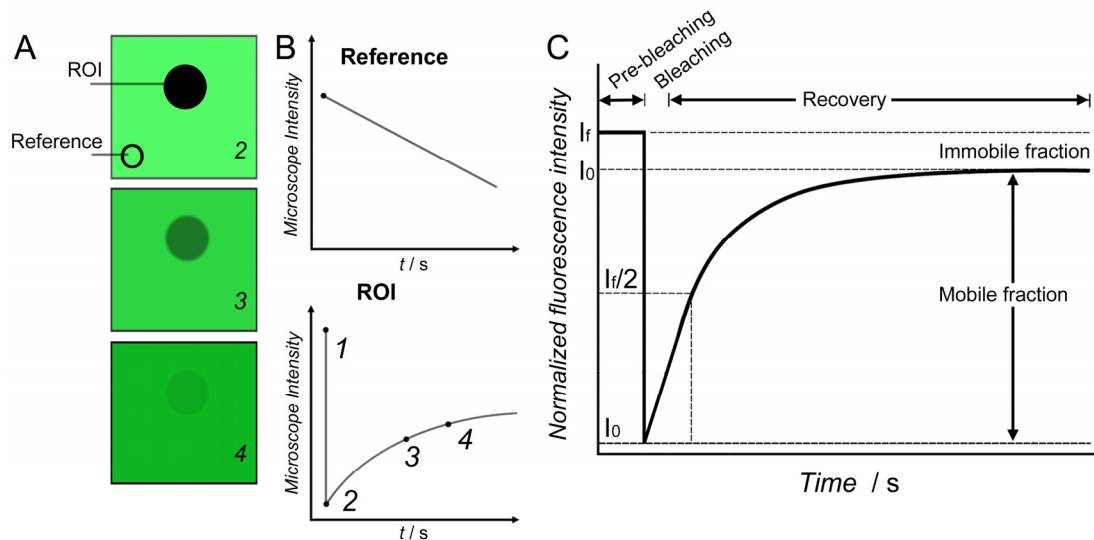 A
ROI
Reference
2
3
4
B
Reference
Microscope Intensity
t / s
ROI
Microscope Intensity
1
2
3
4
t / s
C
Pre-bleaching
Bleaching
Recovery
Normalized fluorescence intensity
If
I0
If/2
I0
Immobile fraction
Mobile fraction
Time / s